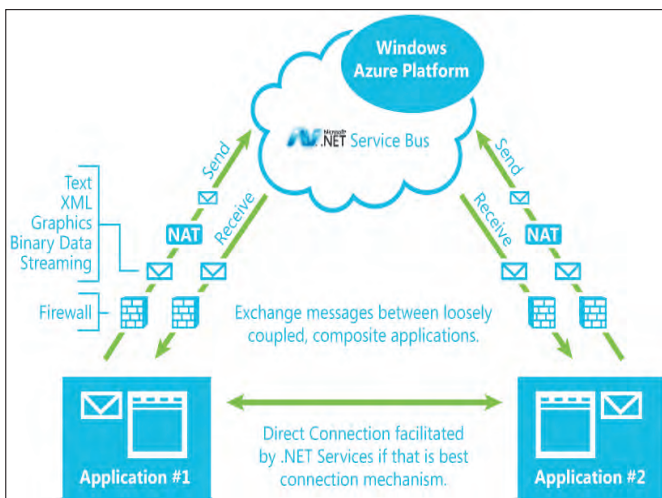 Windows
Azure Platform
Microsoft
.NET Service Bus
Send
Send
Text
XML
Graphics
Binary Data
Streaming
NAT
Receive
Receive
NAT
Firewall
Exchange messages between loosely
coupled, composite applications.
Direct Connection facilitated
by .NET Services if that is best
connection mechanism.
Application #1
Application #2